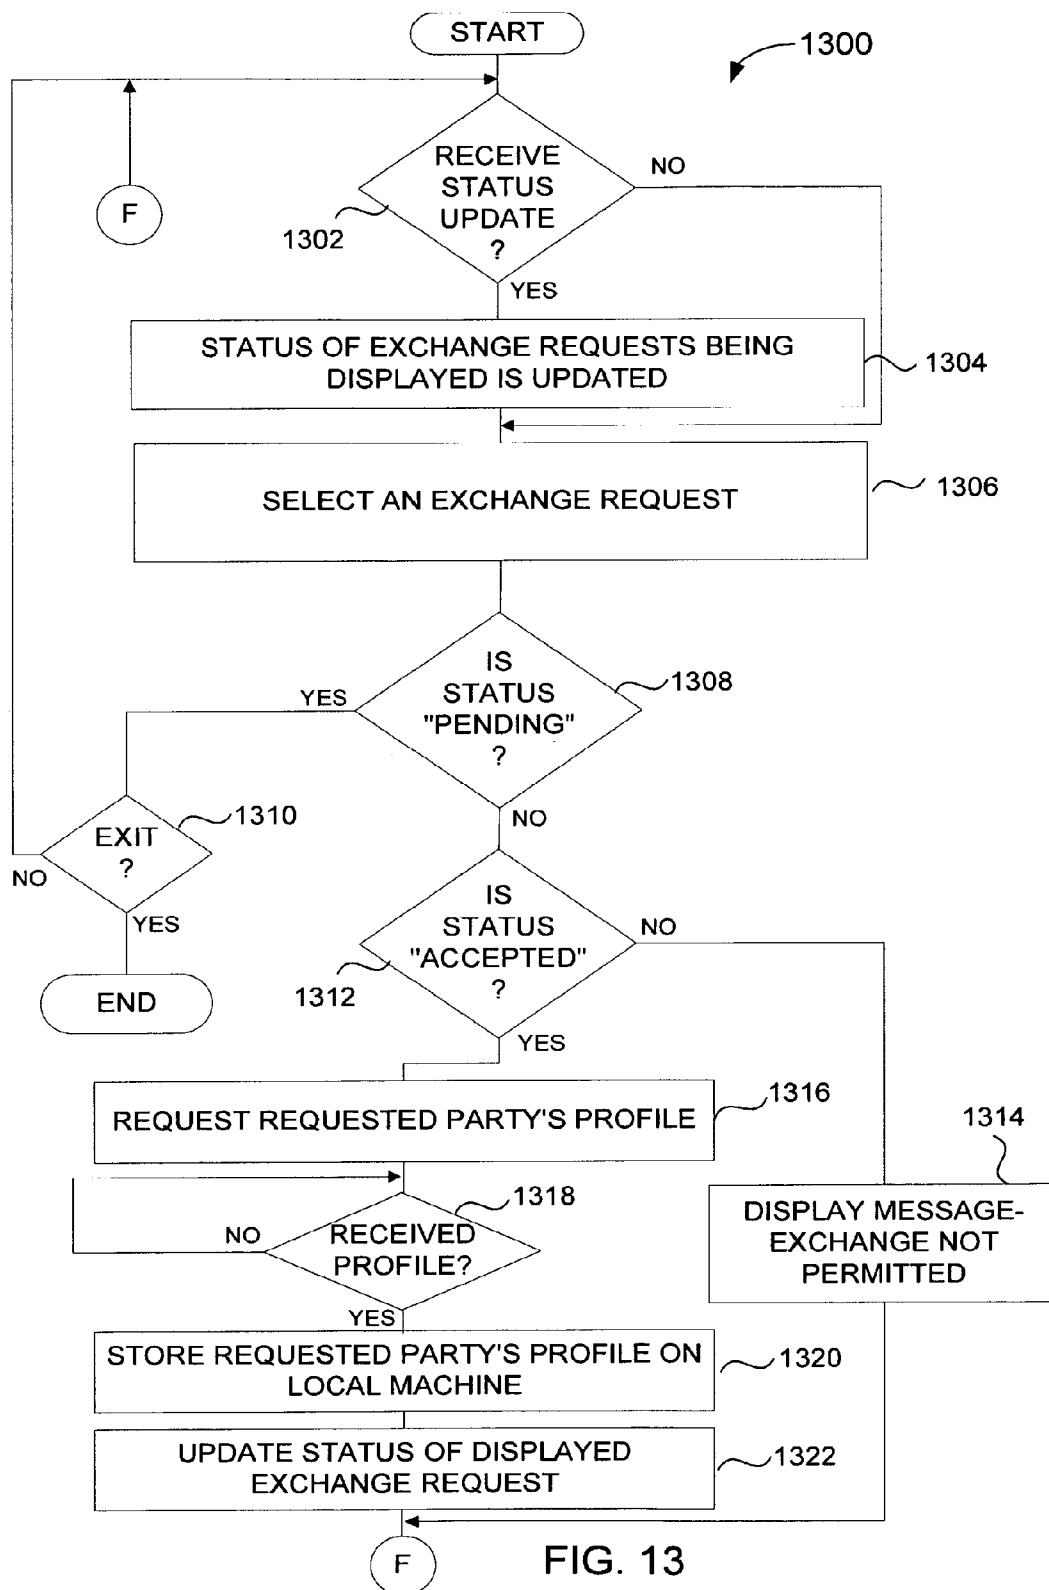 START
1300
RECEIVE
STATUS
UPDATE
?
NO
F
1302
YES
STATUS OF EXCHANGE REQUESTS BEING
DISPLAYED IS UPDATED
1304
SELECT AN EXCHANGE REQUEST
1306
IS
STATUS
"PENDING"
?
1308
YES
NO
EXIT
?
1310
NO
YES
END
IS
STATUS
"ACCEPTED"
?
NO
1312
YES
REQUEST REQUESTED PARTY'S PROFILE
1316
1314
DISPLAY MESSAGE-
EXCHANGE NOT
PERMITTED
1318
RECEIVED
PROFILE?
NO
YES
STORE REQUESTED PARTY'S PROFILE ON
LOCAL MACHINE
1320
UPDATE STATUS OF DISPLAYED
EXCHANGE REQUEST
1322
F
FIG. 13